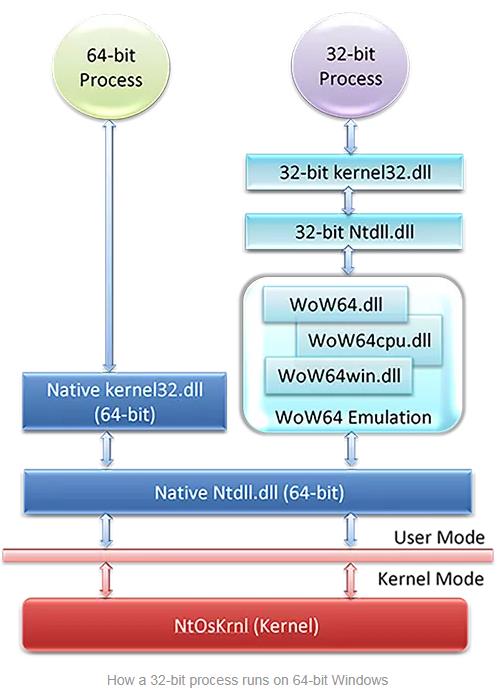 64-bit
Process
32-bit
Process
32-bit kernel32.dll
32-bit Ntdll.dll
WoW64.dll
WoW64cpu.dll
WoW64win.dll
WoW64 Emulation
Native kernel32.dll
(64-bit)
Native Ntdll.dll (64-bit)
User Mode
Kernel Mode
NtOsKrnl (Kernel)
How a 32-bit process runs on 64-bit Windows